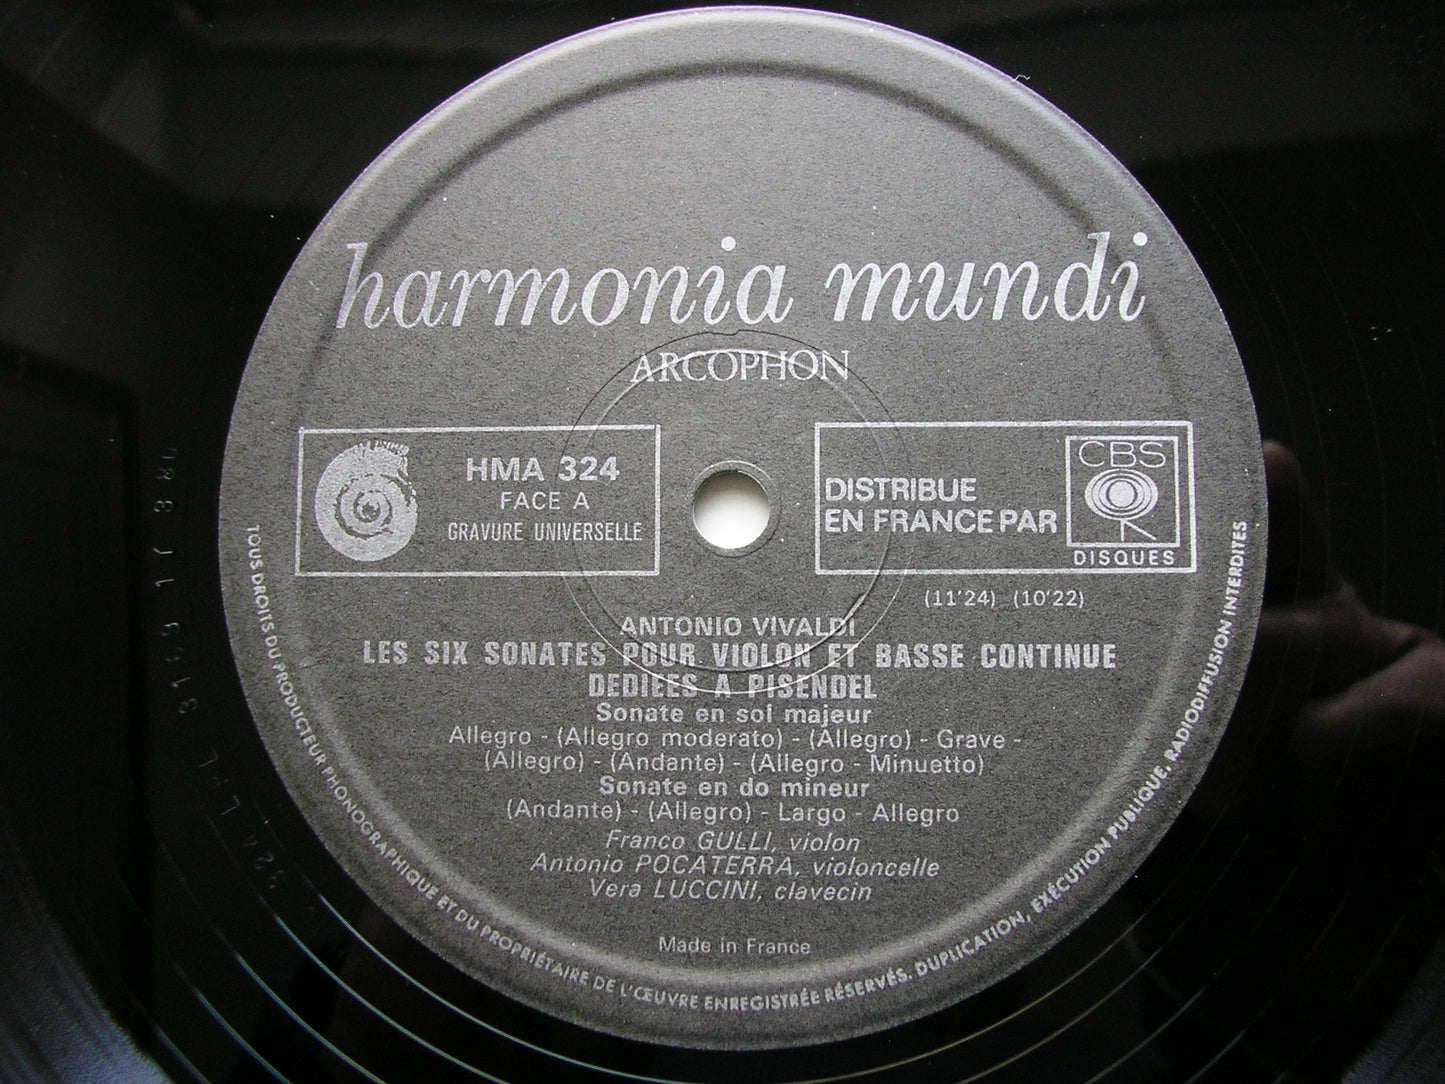 harmonia mundi
ARCOPHON
HMA 324
FACE A
GRAVURE UNIVERSELLE
DISTRIBUE
EN FRANCE PAR
CBS
DISQUES
(11'24) (10'22)
ANTONIO VIVALDI
LES SIX SONATES POUR VIOLON ET BASSE CONTINUE
DEDIEES A PISENDEL
Sonate en sol majeur
Allegro - (Allegro moderato) - (Allegro) - Grave -
(Allegro) - (Andante) - (Allegro - Minuetto)
Sonate en do mineur
(Andante) - (Allegro) - Largo - Allegro
Franco GULLI, violon
Antonio POCATERRA, violoncelle
Vera LUCCINI, clavecin
Made in France
TOUS DROITS DU PRODUCTEUR PHONOGRAPHIQUE ET DU PROPRIÉTAIRE DE L'ŒUVRE ENREGISTRÉE RÉSERVÉS. DUPLICATION, EXÉCUTION PUBLIQUE, RADIODIFFUSION INTERDITES